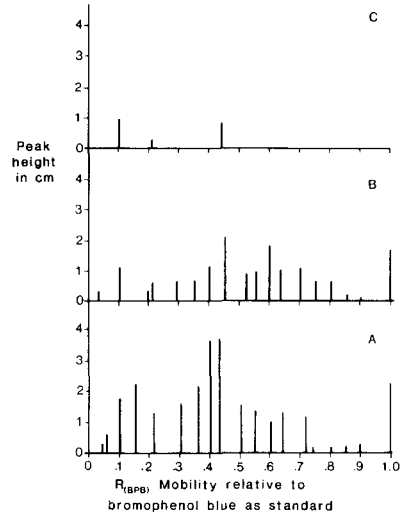 C
4
3
2
1
0
Peak
height
in cm
B
4
3
2
1
0
A
4
3
2
1
0
0 .1 .2 .3 .4 .5 .6 .7 .8 .9 1.0
R(BPB) Mobility relative to
bromophenol blue as standard